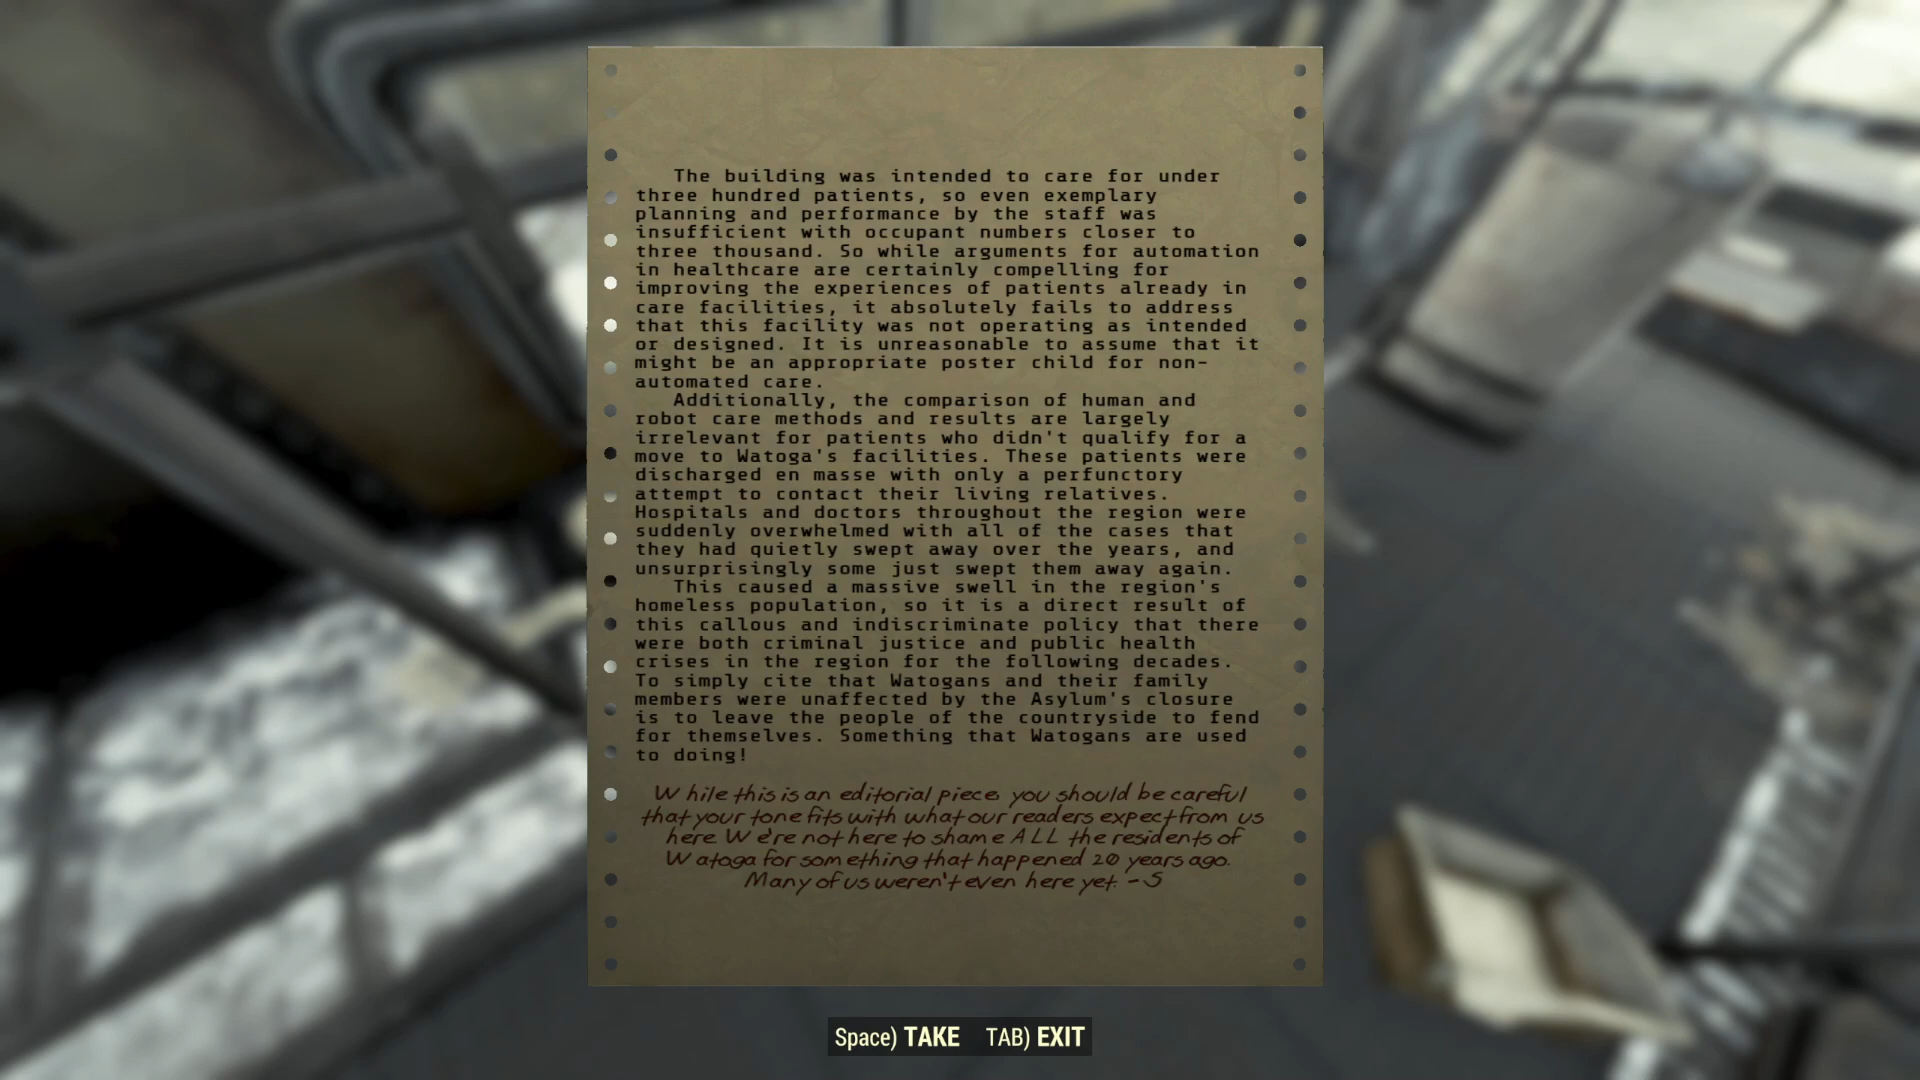 The building was intended to care for under
three hundred patients, so even exemplary
planning and performance by the staff was
insufficient with occupant numbers closer to
three thousand. So while arguments for automation
in healthcare are certainly compelling for
improving the experiences of patients already in
care facilities, it absolutely fails to address
that this facility was not operating as intended
or designed. It is unreasonable to assume that it
might be an appropriate poster child for non-
automated care.
Additionally, the comparison of human and
robot care methods and results are largely
irrelevant for patients who didn't qualify for a
move to Watoga's facilities. These patients were
discharged en masse with only a perfunctory
attempt to contact their living relatives.
Hospitals and doctors throughout the region were
suddenly overwhelmed with all of the cases that
they had quietly swept away over the years, and
unsurprisingly some just swept them away again.
This caused a massive swell in the region's
homeless population, so it is a direct result of
this callous and indiscriminate policy that there
were both criminal justice and public health
crises in the region for the following decades.
To simply cite that Watogans and their family
members were unaffected by the Asylum's closure
is to leave the people of the countryside to fend
for themselves. Something that Watogans are used
to doing!
While this is an editorial piece, you should be careful
that your tone fits with what our readers expect from us
here. We're not here to shame ALL the residents of
Watoga for something that happened 20 years ago.
Many of us weren't even here yet. - S
Space) TAKE TAB) EXIT